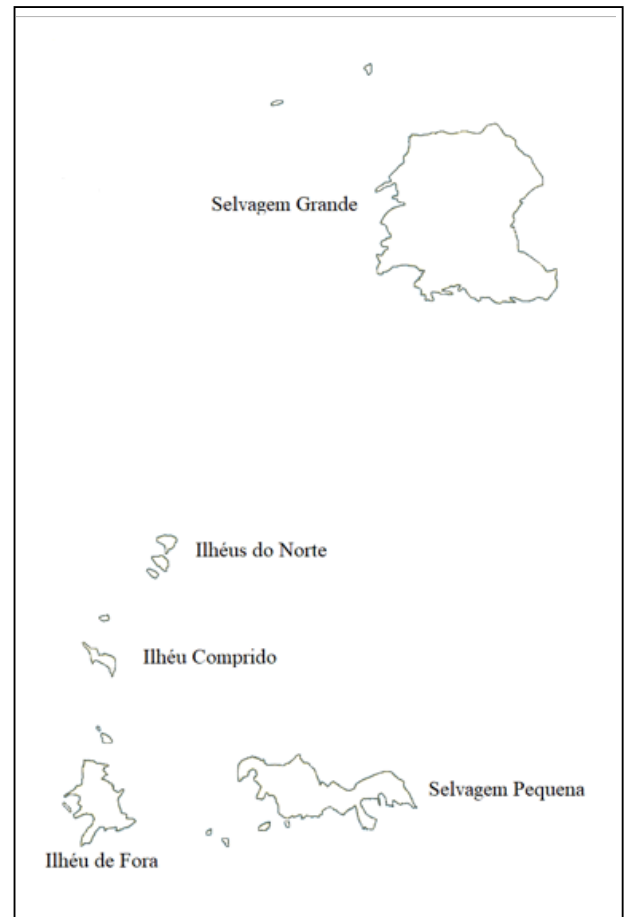 Selvagem Grande
Ilhéus do Norte
Ilhéu Comprido
Selvagem Pequena
Ilhéu de Fora